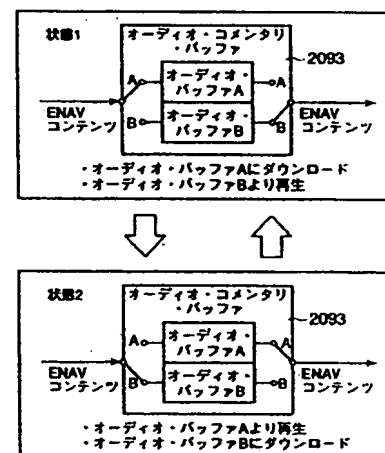 状態1
オーディオ・コメンタリ
・バッファ
2093
A
オーディオ・
バッファA
A
B
オーディオ・
バッファB
B
ENAV
コンテンツ
ENAV
コンテンツ
・オーディオ・バッファAにダウンロード
・オーディオ・バッファBより再生
状態2
オーディオ・コメンタリ
・バッファ
2093
A
オーディオ・
バッファA
A
B
オーディオ・
バッファB
B
ENAV
コンテンツ
ENAV
コンテンツ
・オーディオ・バッファAより再生
・オーディオ・バッファBにダウンロード